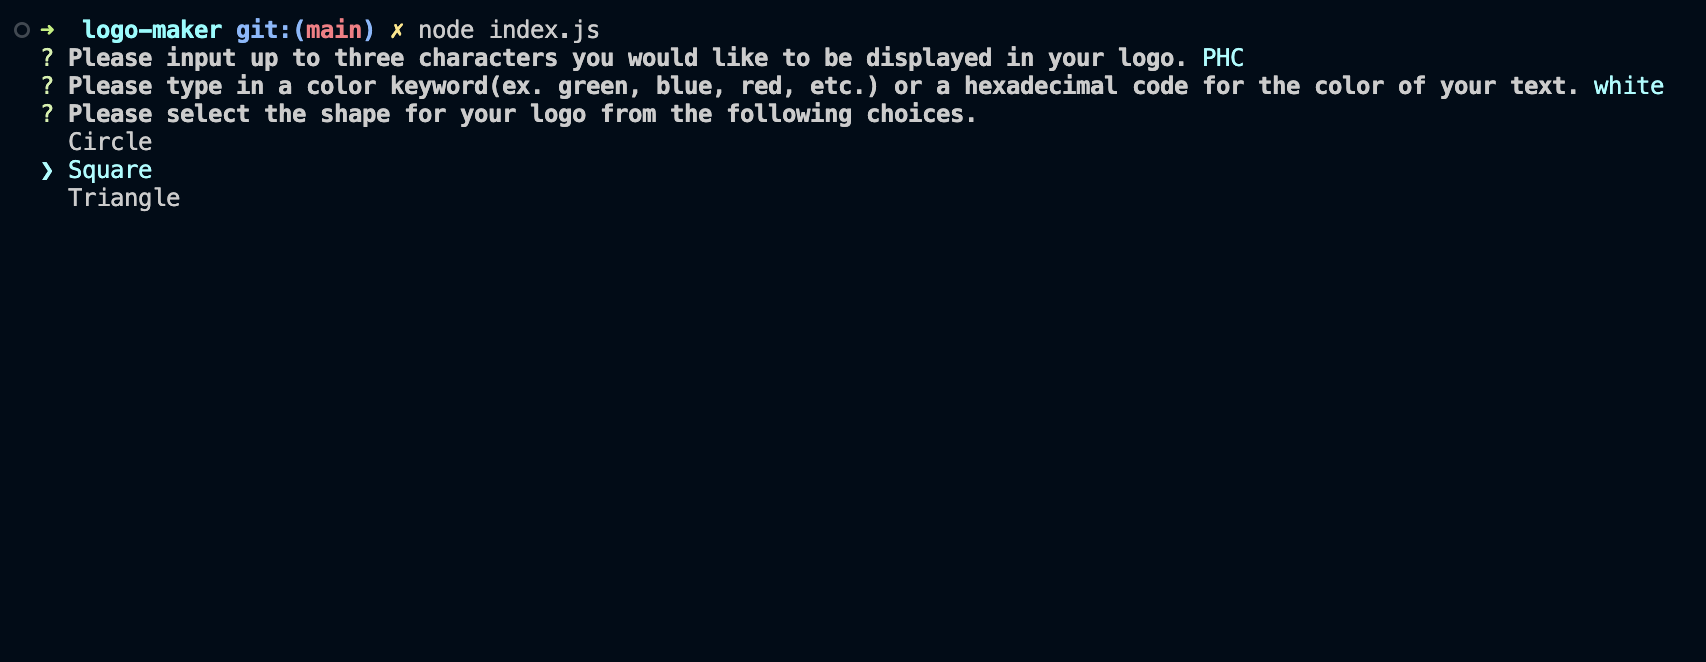 ➜ logo-maker git:(main) ✗ node index.js
? Please input up to three characters you would like to be displayed in your logo. PHC
? Please type in a color keyword(ex. green, blue, red, etc.) or a hexadecimal code for the color of your text. white
? Please select the shape for your logo from the following choices.
Circle
❯ Square
Triangle